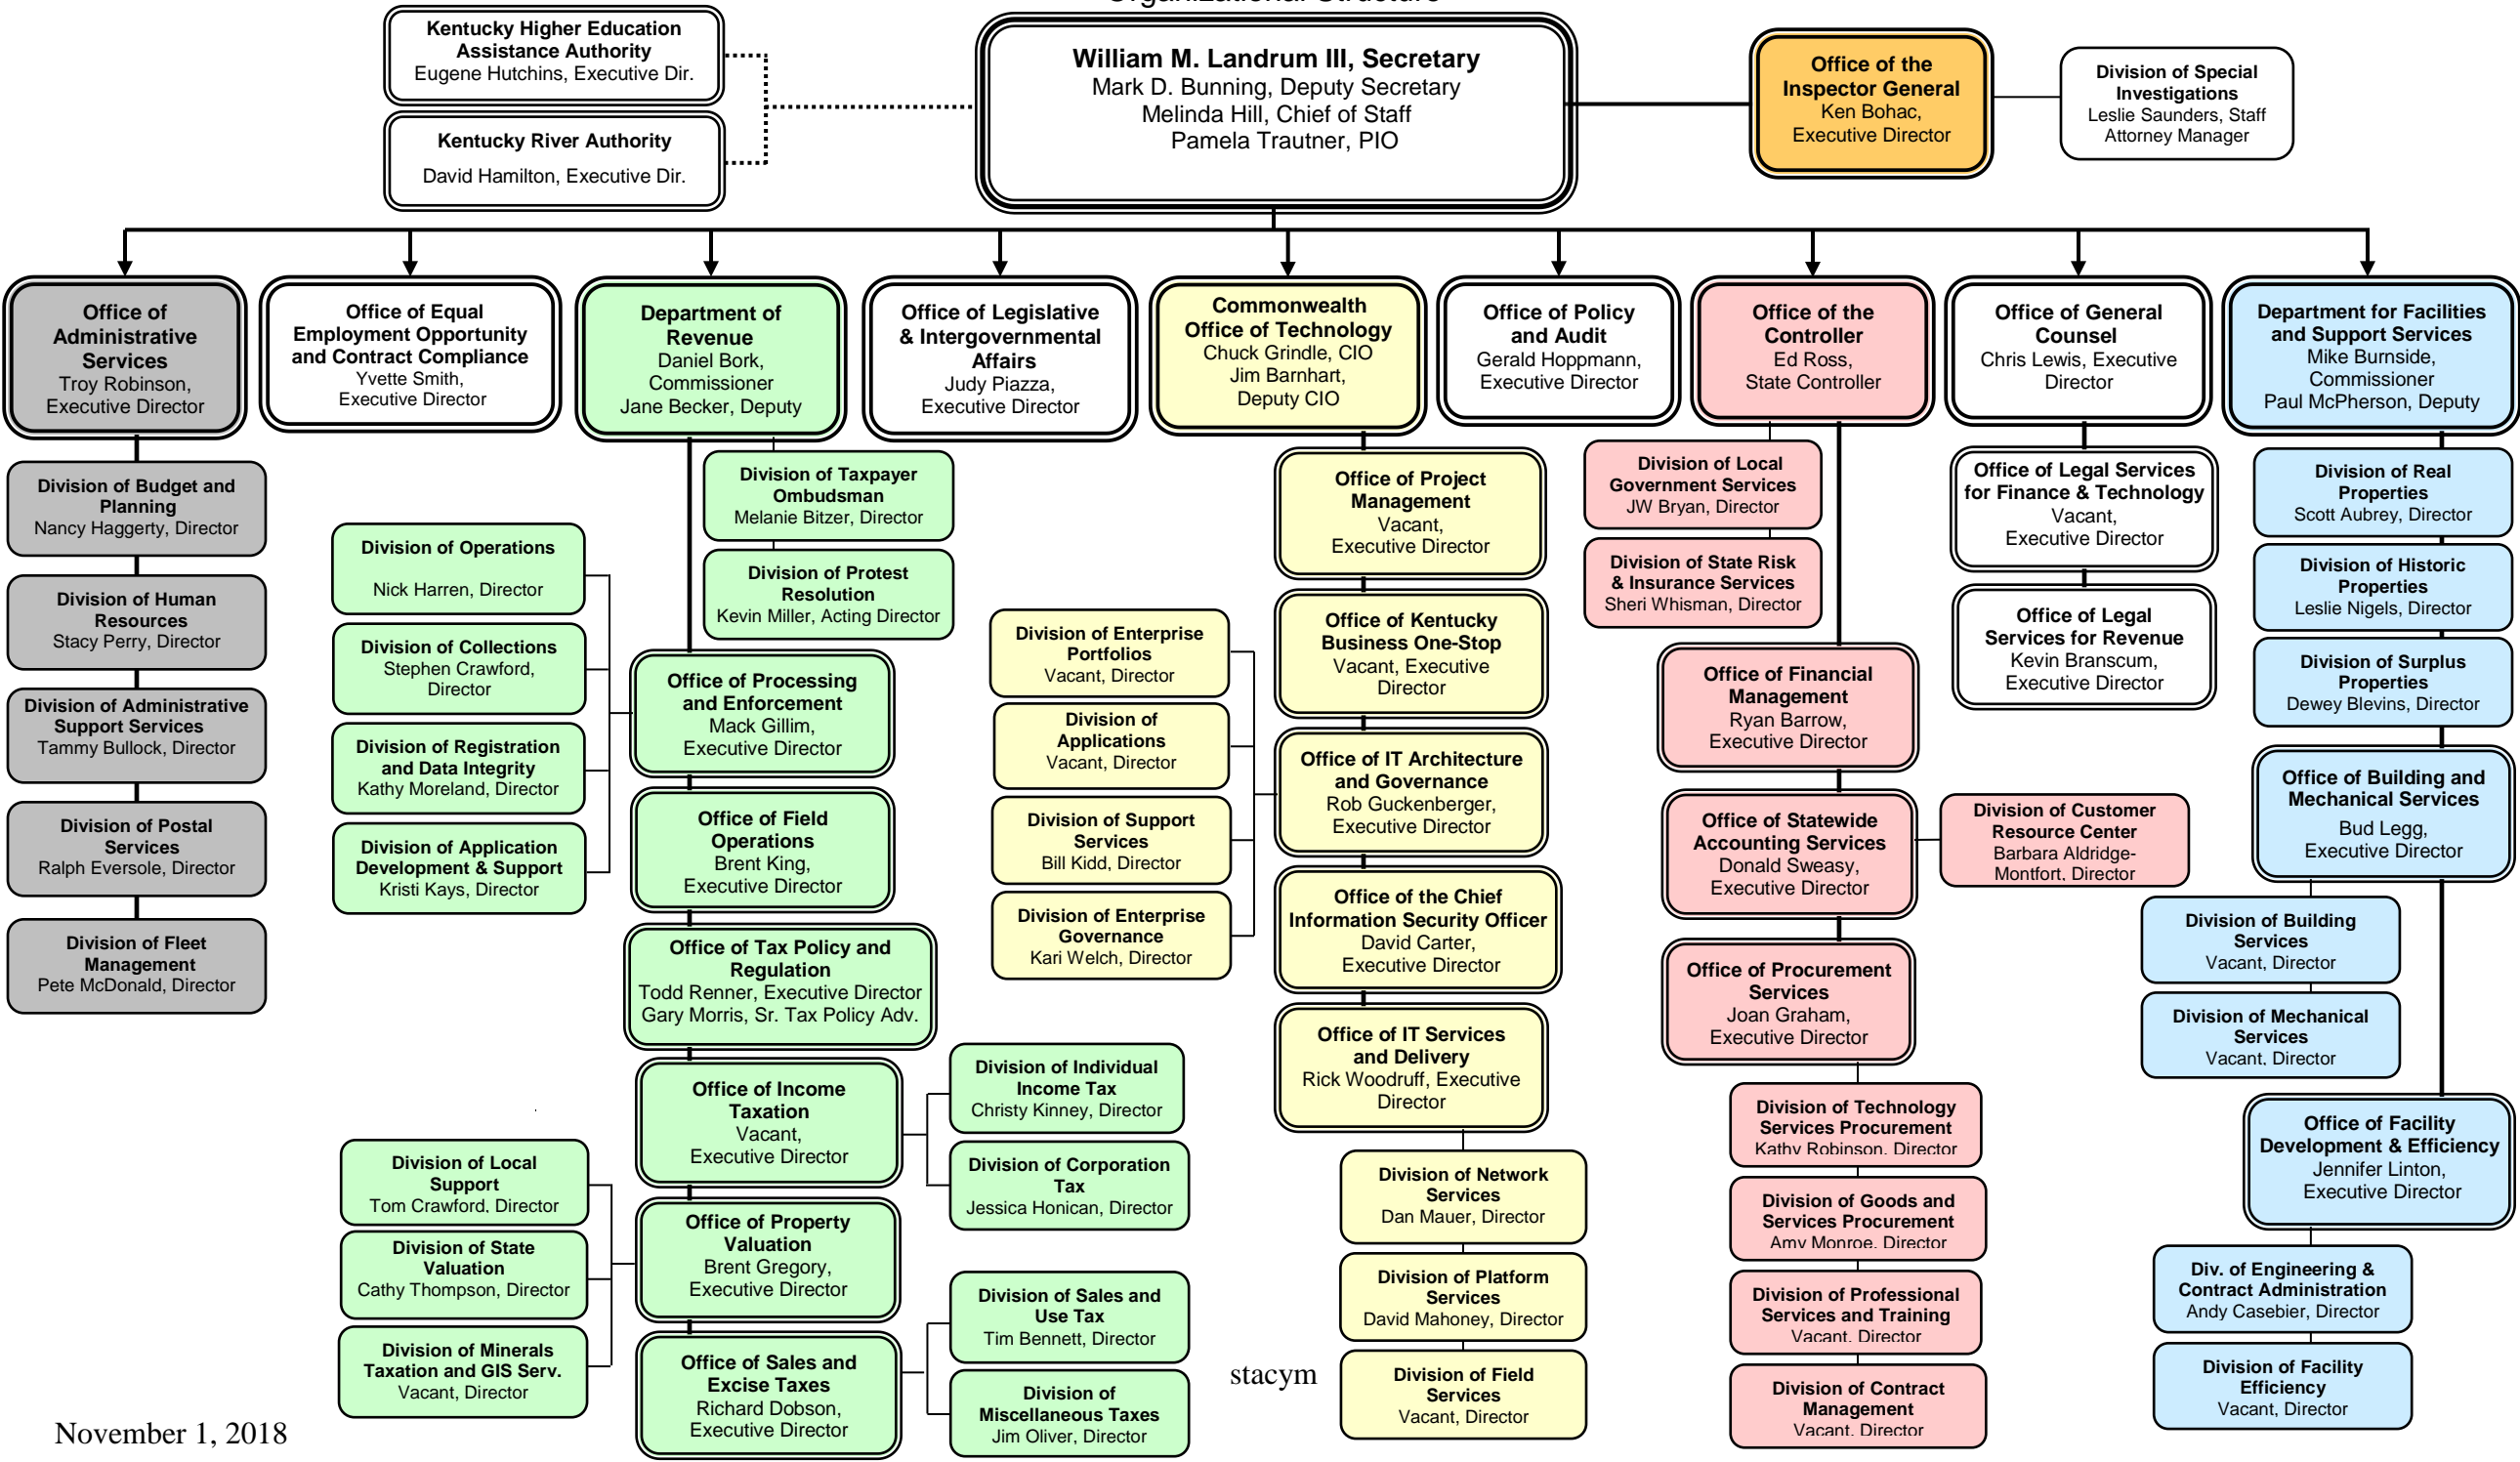 Organizational Structure
Kentucky Higher Education
Assistance Authority
Eugene Hutchins, Executive Dir.
Kentucky River Authority
David Hamilton, Executive Dir.
William M. Landrum III, Secretary
Mark D. Bunning, Deputy Secretary
Melinda Hill, Chief of Staff
Pamela Trautner, PIO
Office of the
Inspector General
Ken Bohac,
Executive Director
Division of Special
Investigations
Leslie Saunders, Staff
Attorney Manager
Office of
Administrative
Services
Troy Robinson,
Executive Director
Office of Equal
Employment Opportunity
and Contract Compliance
Yvette Smith,
Executive Director
Department of
Revenue
Daniel Bork,
Commissioner
Jane Becker, Deputy
Office of Legislative
& Intergovernmental
Affairs
Judy Piazza,
Executive Director
Commonwealth
Office of Technology
Chuck Grindle, CIO
Jim Barnhart,
Deputy CIO
Office of Policy
and Audit
Gerald Hoppmann,
Executive Director
Office of the
Controller
Ed Ross,
State Controller
Office of General
Counsel
Chris Lewis, Executive
Director
Department for Facilities
and Support Services
Mike Burnside,
Commissioner
Paul McPherson, Deputy
Division of Budget and
Planning
Nancy Haggerty, Director
Division of Human
Resources
Stacy Perry, Director
Division of Administrative
Support Services
Tammy Bullock, Director
Division of Postal
Services
Ralph Eversole, Director
Division of Fleet
Management
Pete McDonald, Director
Division of Taxpayer
Ombudsman
Melanie Bitzer, Director
Division of Protest
Resolution
Kevin Miller, Acting Director
Division of Operations
Nick Harren, Director
Division of Collections
Stephen Crawford,
Director
Division of Registration
and Data Integrity
Kathy Moreland, Director
Division of Application
Development & Support
Kristi Kays, Director
Office of Processing
and Enforcement
Mack Gillim,
Executive Director
Office of Field
Operations
Brent King,
Executive Director
Office of Tax Policy and
Regulation
Todd Renner, Executive Director
Gary Morris, Sr. Tax Policy Adv.
Office of Income
Taxation
Vacant,
Executive Director
Division of Individual
Income Tax
Christy Kinney, Director
Division of Corporation
Tax
Jessica Honican, Director
Division of Local
Support
Tom Crawford, Director
Division of State
Valuation
Cathy Thompson, Director
Division of Minerals
Taxation and GIS Serv.
Vacant, Director
Office of Property
Valuation
Brent Gregory,
Executive Director
Office of Sales and
Excise Taxes
Richard Dobson,
Executive Director
Division of Sales and
Use Tax
Tim Bennett, Director
Division of
Miscellaneous Taxes
Jim Oliver, Director
Office of Project
Management
Vacant,
Executive Director
Office of Kentucky
Business One-Stop
Vacant, Executive
Director
Division of Enterprise
Portfolios
Vacant, Director
Division of
Applications
Vacant, Director
Division of Support
Services
Bill Kidd, Director
Division of Enterprise
Governance
Kari Welch, Director
Office of IT Architecture
and Governance
Rob Guckenberger,
Executive Director
Office of the Chief
Information Security Officer
David Carter,
Executive Director
Office of IT Services
and Delivery
Rick Woodruff, Executive
Director
Division of Network
Services
Dan Mauer, Director
Division of Platform
Services
David Mahoney, Director
Division of Field
Services
Vacant, Director
Division of Local
Government Services
JW Bryan, Director
Division of State Risk
& Insurance Services
Sheri Whisman, Director
Office of Financial
Management
Ryan Barrow,
Executive Director
Office of Statewide
Accounting Services
Donald Sweasy,
Executive Director
Division of Customer
Resource Center
Barbara Aldridge-
Montfort, Director
Office of Procurement
Services
Joan Graham,
Executive Director
Division of Technology
Services Procurement
Kathy Robinson, Director
Division of Goods and
Services Procurement
Amy Monroe, Director
Division of Professional
Services and Training
Vacant, Director
Division of Contract
Management
Vacant, Director
Office of Legal Services
for Finance & Technology
Vacant,
Executive Director
Office of Legal
Services for Revenue
Kevin Branscum,
Executive Director
Division of Real
Properties
Scott Aubrey, Director
Division of Historic
Properties
Leslie Nigels, Director
Division of Surplus
Properties
Dewey Blevins, Director
Office of Building and
Mechanical Services
Bud Legg,
Executive Director
Division of Building
Services
Vacant, Director
Division of Mechanical
Services
Vacant, Director
Office of Facility
Development & Efficiency
Jennifer Linton,
Executive Director
Div. of Engineering &
Contract Administration
Andy Casebier, Director
Division of Facility
Efficiency
Vacant, Director
stacym
November 1, 2018